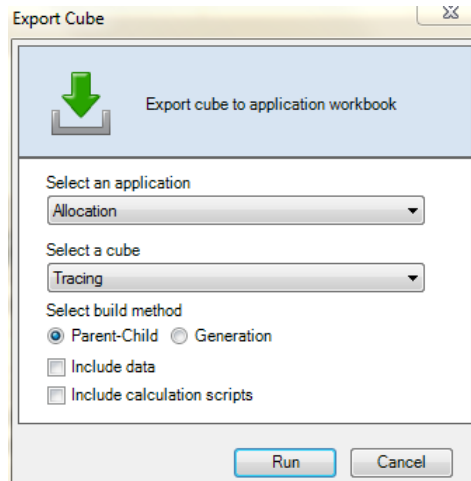 Export Cube
Export cube to application workbook
Select an application
Allocation
Select a cube
Tracing
Select build method
Parent-Child Generation
Include data
Include calculation scripts
Run Cancel